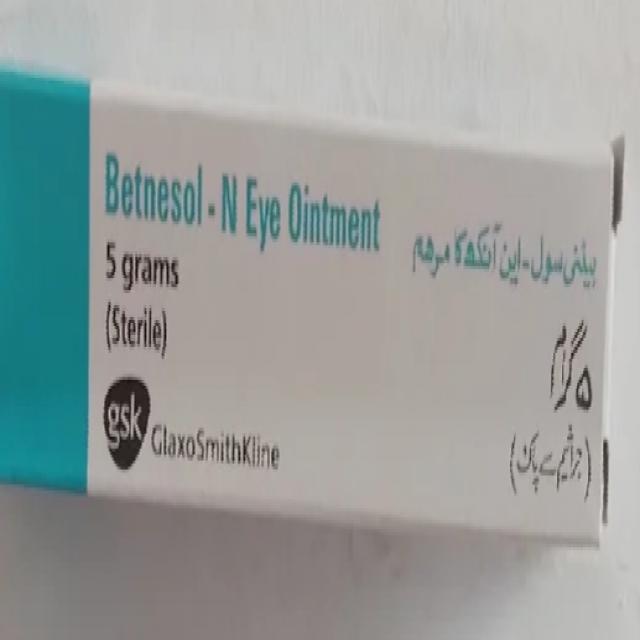 Betnesol - N Eye Ointment
5 grams
(Sterile)
gsk GlaxoSmithKline
بیٹنی سول-این آنکھ کا مرہم
۵ گرام
(جراثیم سے پاک)